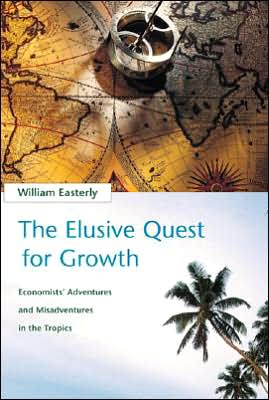 William Easterly
The Elusive Quest
for Growth
Economists' Adventures
and Misadventures
in the Tropics